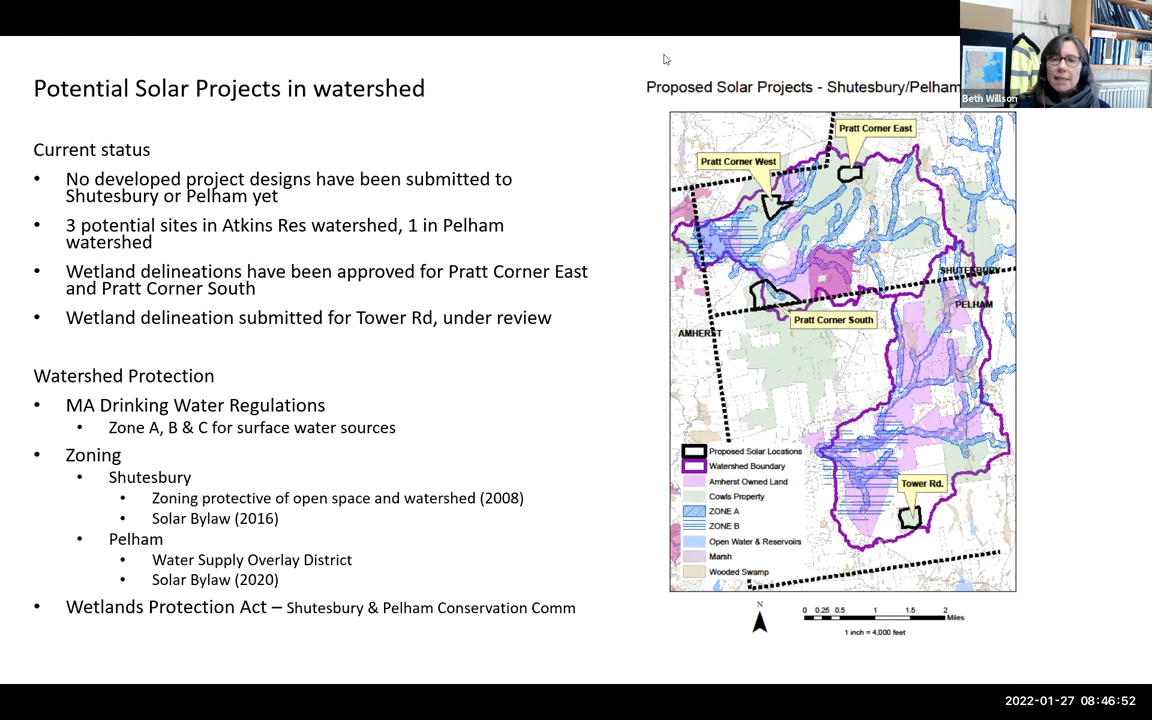 Potential Solar Projects in watershed
Current status
• No developed project designs have been submitted to
Shutesbury or Pelham yet
• 3 potential sites in Atkins Res watershed, 1 in Pelham
watershed
• Wetland delineations have been approved for Pratt Corner East
and Pratt Corner South
• Wetland delineation submitted for Tower Rd, under review
Watershed Protection
• MA Drinking Water Regulations
• Zone A, B & C for surface water sources
• Zoning
• Shutesbury
• Zoning protective of open space and watershed (2008)
• Solar Bylaw (2016)
• Pelham
• Water Supply Overlay District
• Solar Bylaw (2020)
• Wetlands Protection Act – Shutesbury & Pelham Conservation Comm
Proposed Solar Projects - Shutesbury/Pelham
Beth Willson
Pratt Corner East
Pratt Corner West
SHUTESBURY
PELHAM
Pratt Corner South
AMHERST
Tower Rd.
Proposed Solar Locations
Watershed Boundary
Amherst Owned Land
Cowls Property
ZONE A
ZONE B
Open Water & Reservoirs
Marsh
Wooded Swamp
N
0 0.25 0.5 1 1.5 2
Miles
1 inch = 4,000 feet
2022-01-27 08:46:52